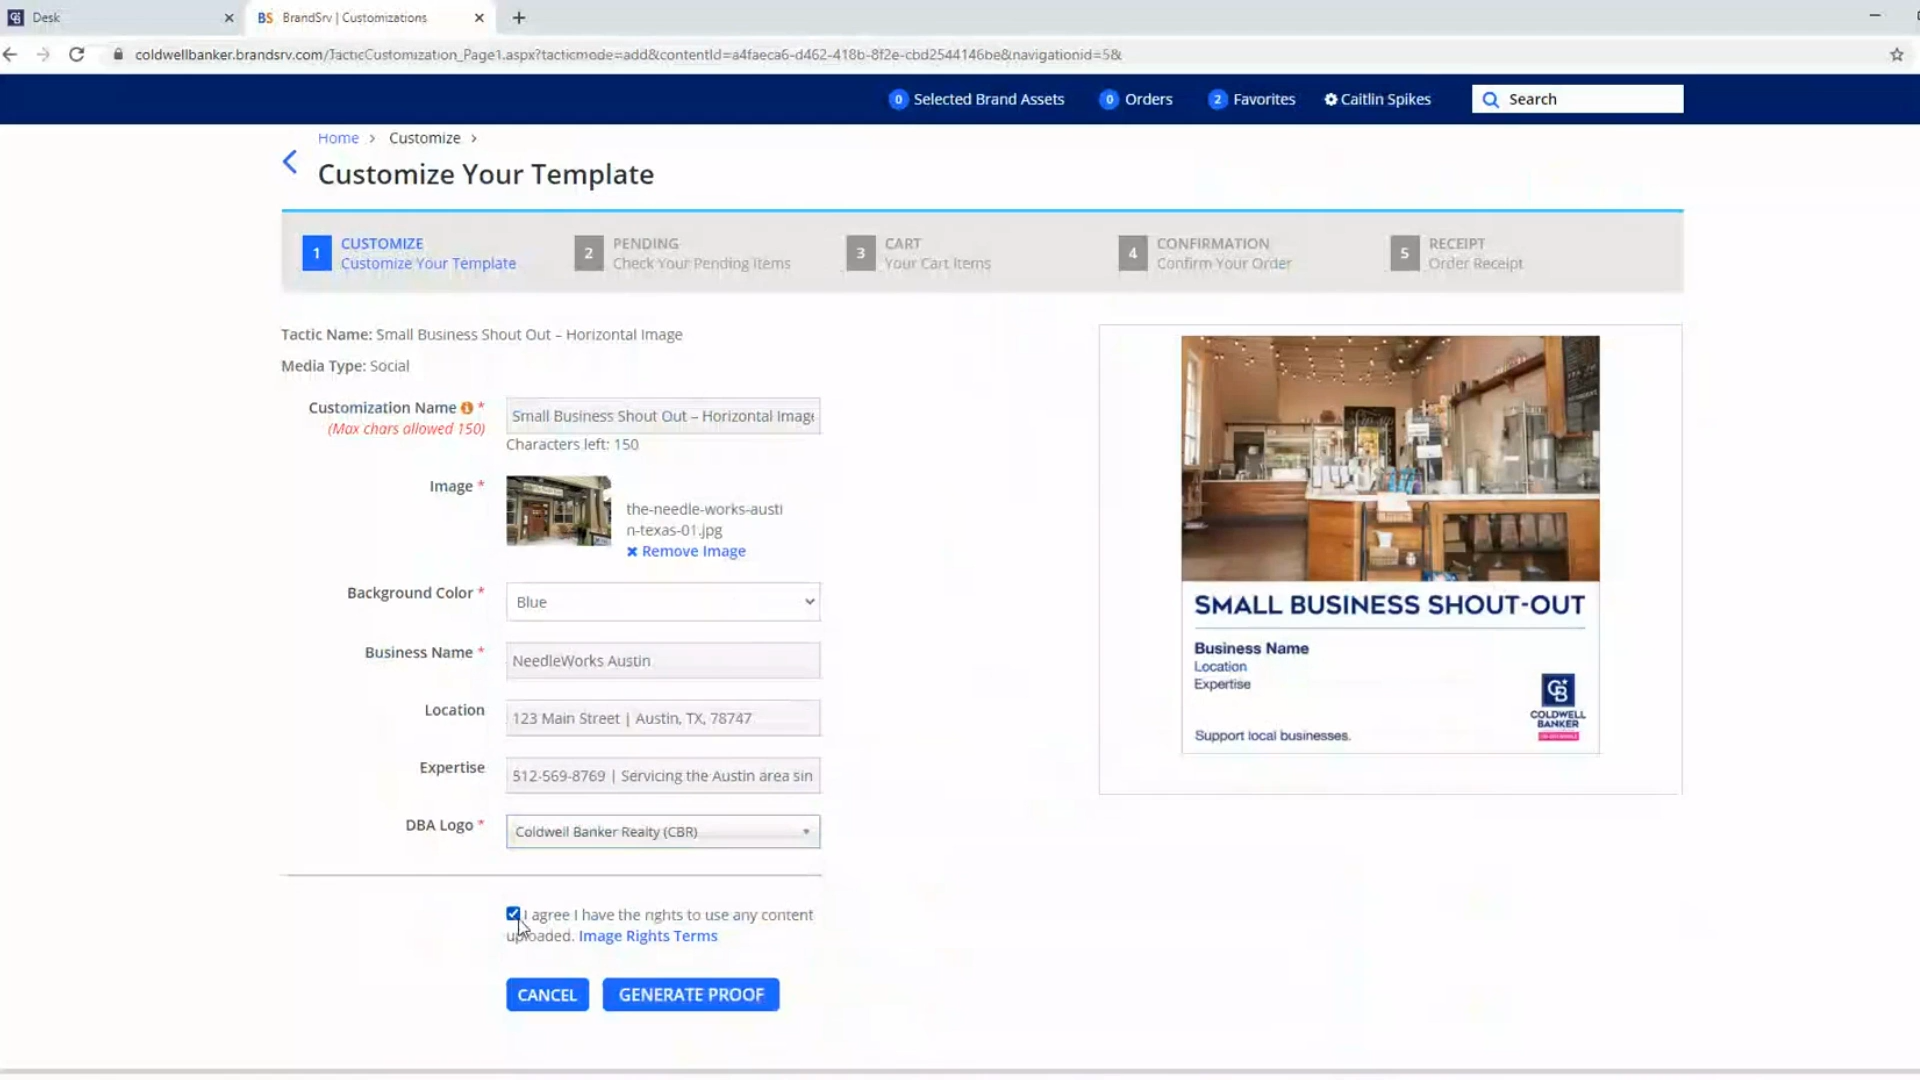 Desk
BS BrandSrv | Customizations
coldwellbanker.brandsrv.com/TacticCustomization_Page1.aspx?tacticmode=add&contentId=a4faeca6-d462-418b-8f2e-cbd2544146be&navigationid=5&
0 Selected Brand Assets 0 Orders 2 Favorites Caitlin Spikes Search
Home > Customize >
Customize Your Template
1 CUSTOMIZE
Customize Your Template
2 PENDING
Check Your Pending Items
3 CART
Your Cart Items
4 CONFIRMATION
Confirm Your Order
5 RECEIPT
Order Receipt
Tactic Name: Small Business Shout Out – Horizontal Image
Media Type: Social
Customization Name * Small Business Shout Out – Horizontal Image
(Max chars allowed 150)
Characters left: 150
Image *
the-needle-works-austi
n-texas-01.jpg
Remove Image
Background Color * Blue
Business Name * NeedleWorks Austin
Location 123 Main Street | Austin, TX, 78747
Expertise 512-569-8769 | Servicing the Austin area sin
DBA Logo * Coldwell Banker Realty (CBR)
I agree I have the rights to use any content
uploaded. Image Rights Terms
CANCEL GENERATE PROOF
SMALL BUSINESS SHOUT-OUT
Business Name
Location
Expertise
Support local businesses.
CB
COLDWELL
BANKER